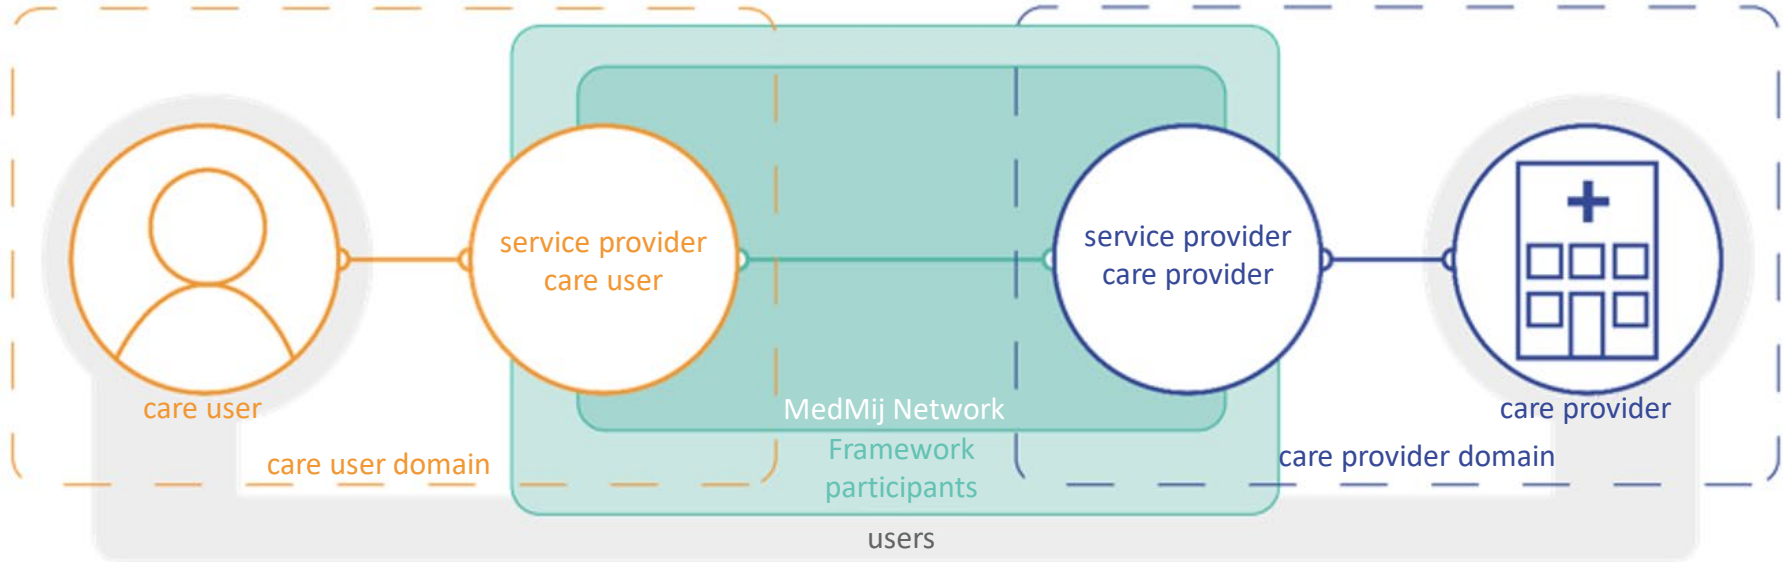 service provider
care user
service provider
care provider
care user
MedMij Network
care provider
Framework
participants
care user domain
care provider domain
users